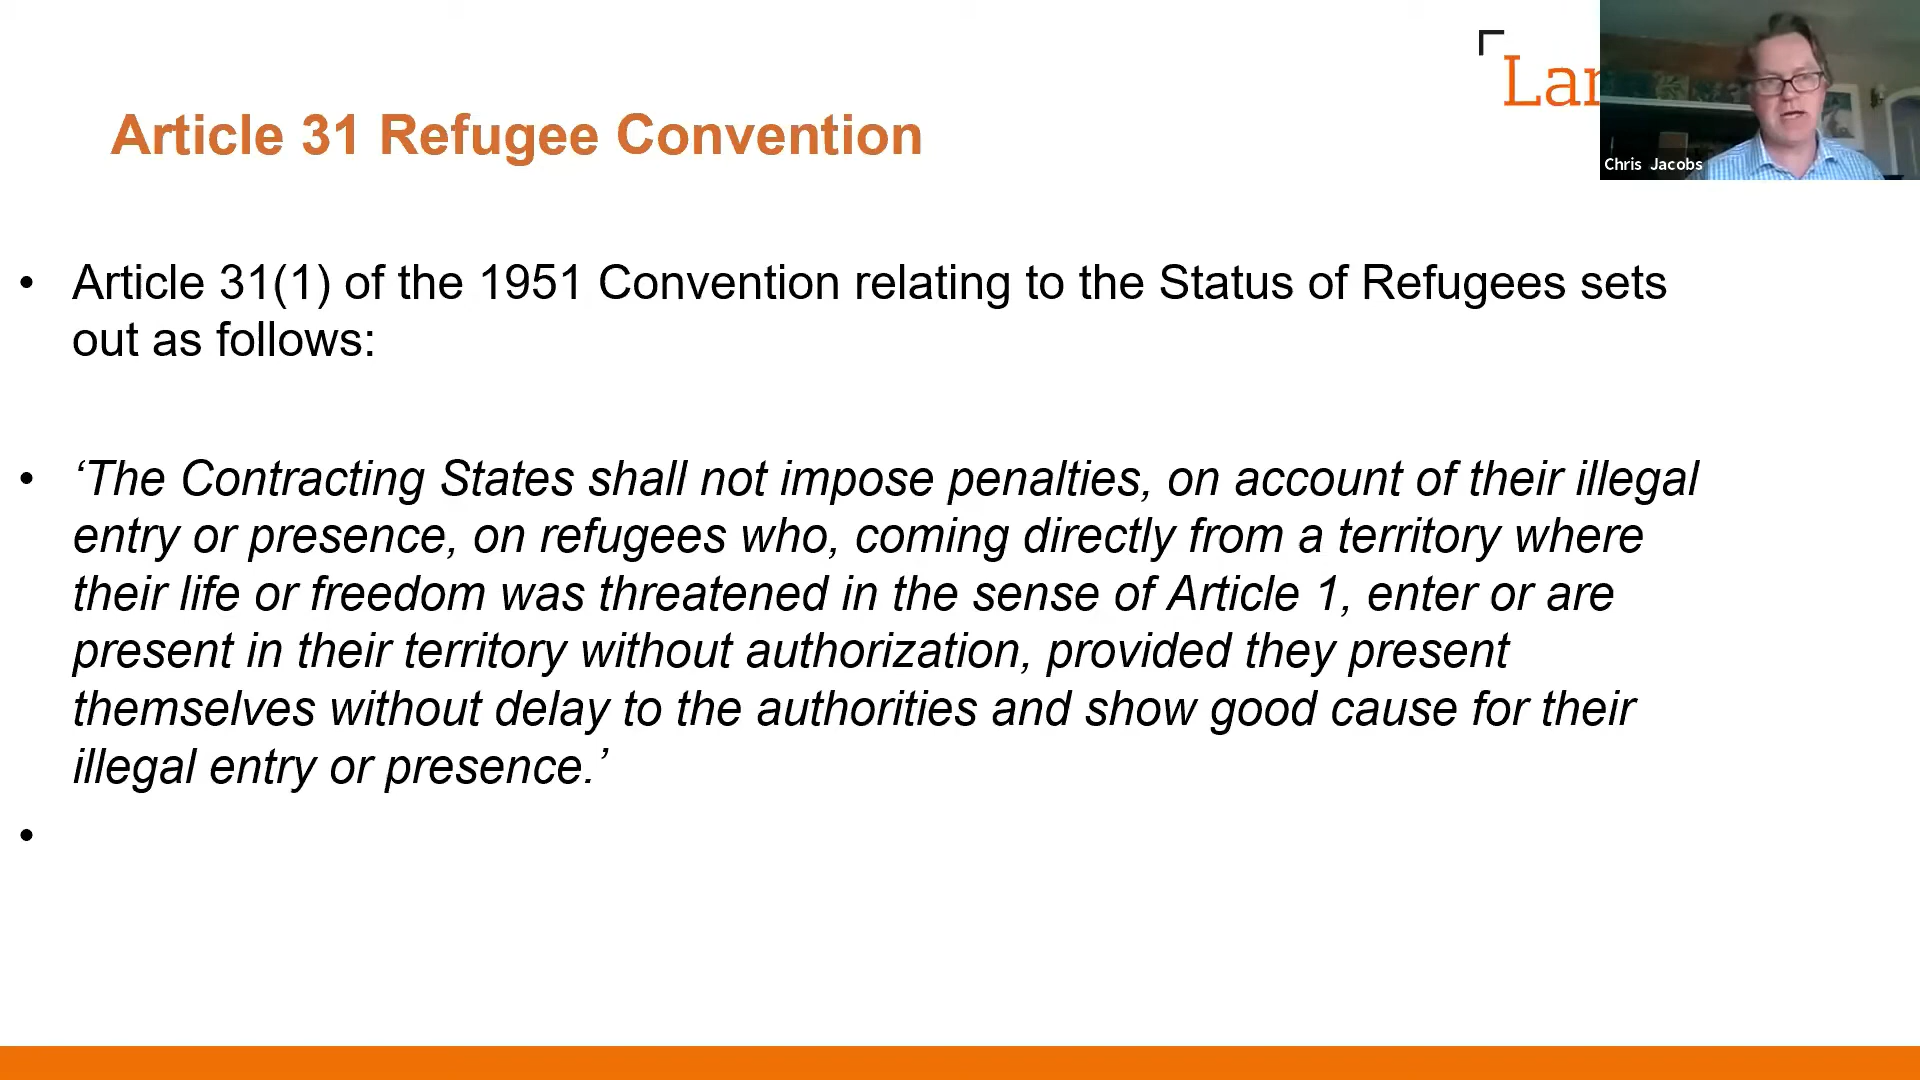 Lar
Chris Jacobs
Article 31 Refugee Convention
• Article 31(1) of the 1951 Convention relating to the Status of Refugees sets
out as follows:
• ‘The Contracting States shall not impose penalties, on account of their illegal
entry or presence, on refugees who, coming directly from a territory where
their life or freedom was threatened in the sense of Article 1, enter or are
present in their territory without authorization, provided they present
themselves without delay to the authorities and show good cause for their
illegal entry or presence.’
•